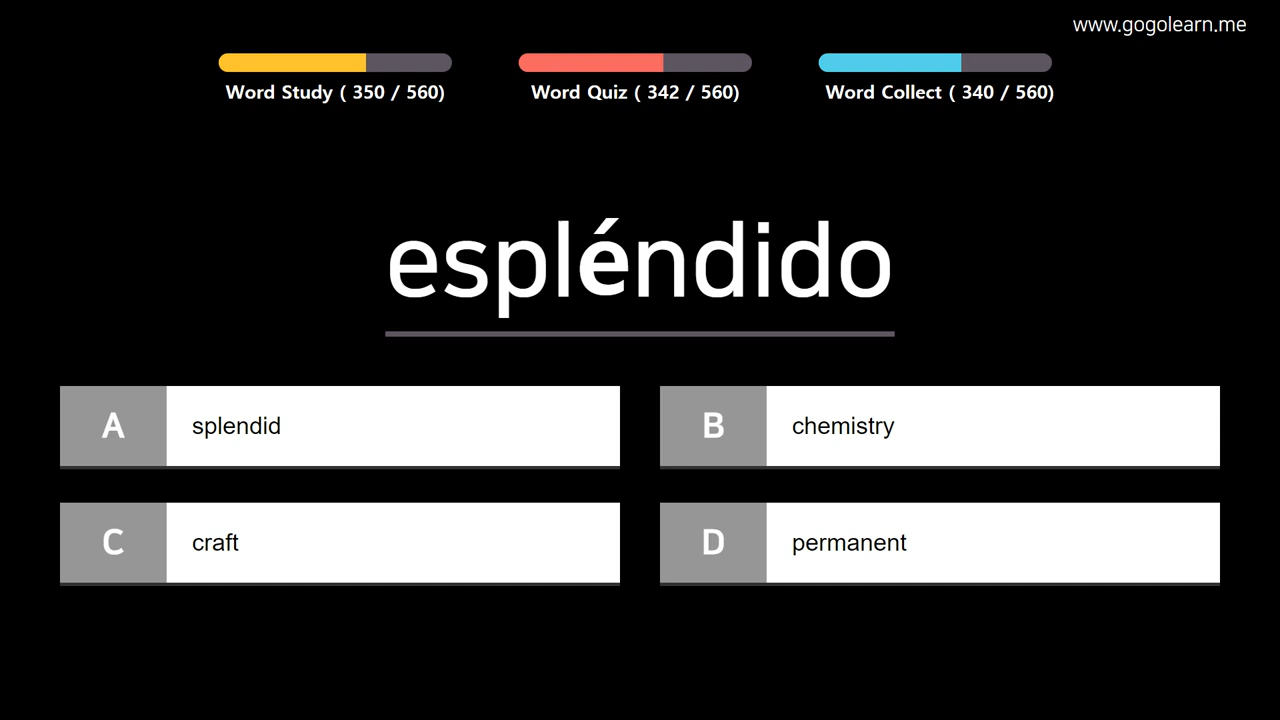 www.gogolearn.me
Word Study ( 350 / 560)
Word Quiz ( 342 / 560)
Word Collect ( 340 / 560)
espléndido
A splendid
B chemistry
C craft
D permanent